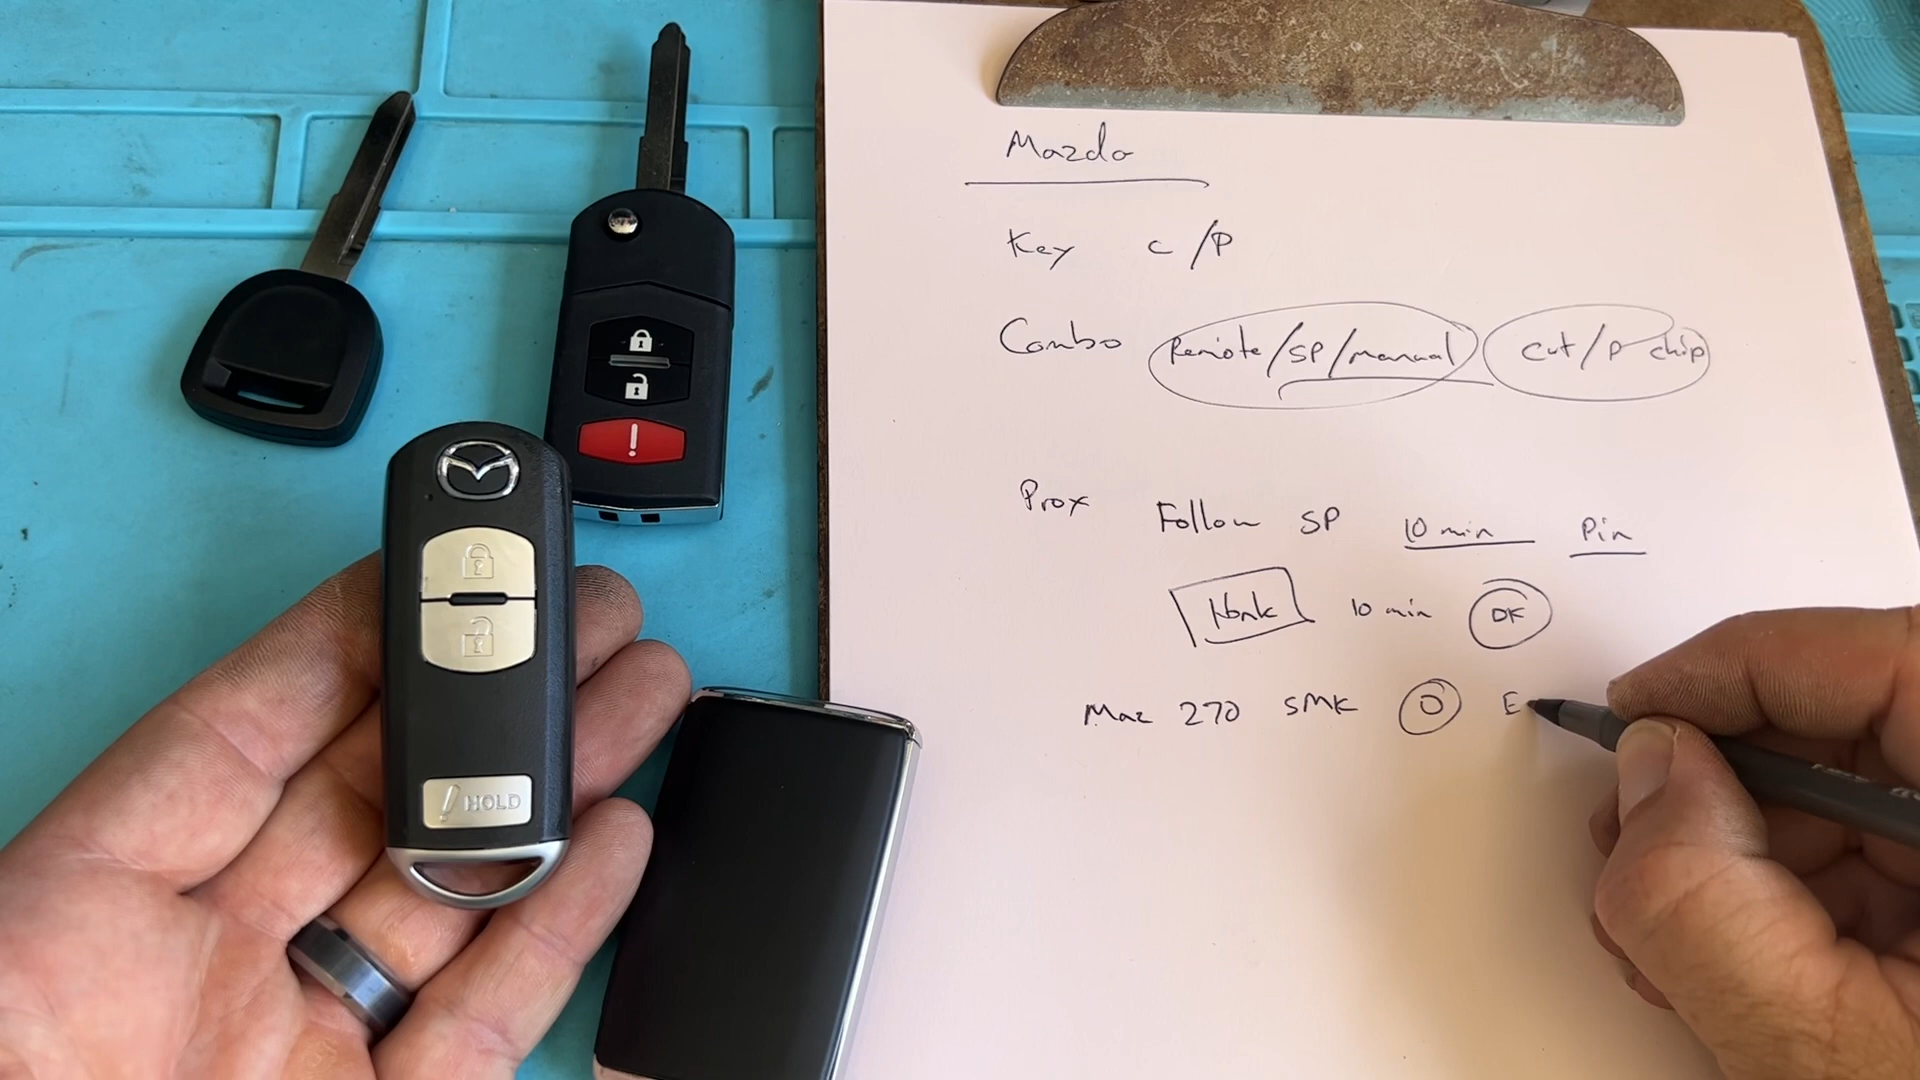 Mazda
Key C/P
Combo Remote/SP/manual cut/P chip
Prox Follow SP 10 min Pin
Honk 10 min OK
Maz 270 SMK O E
HOLD